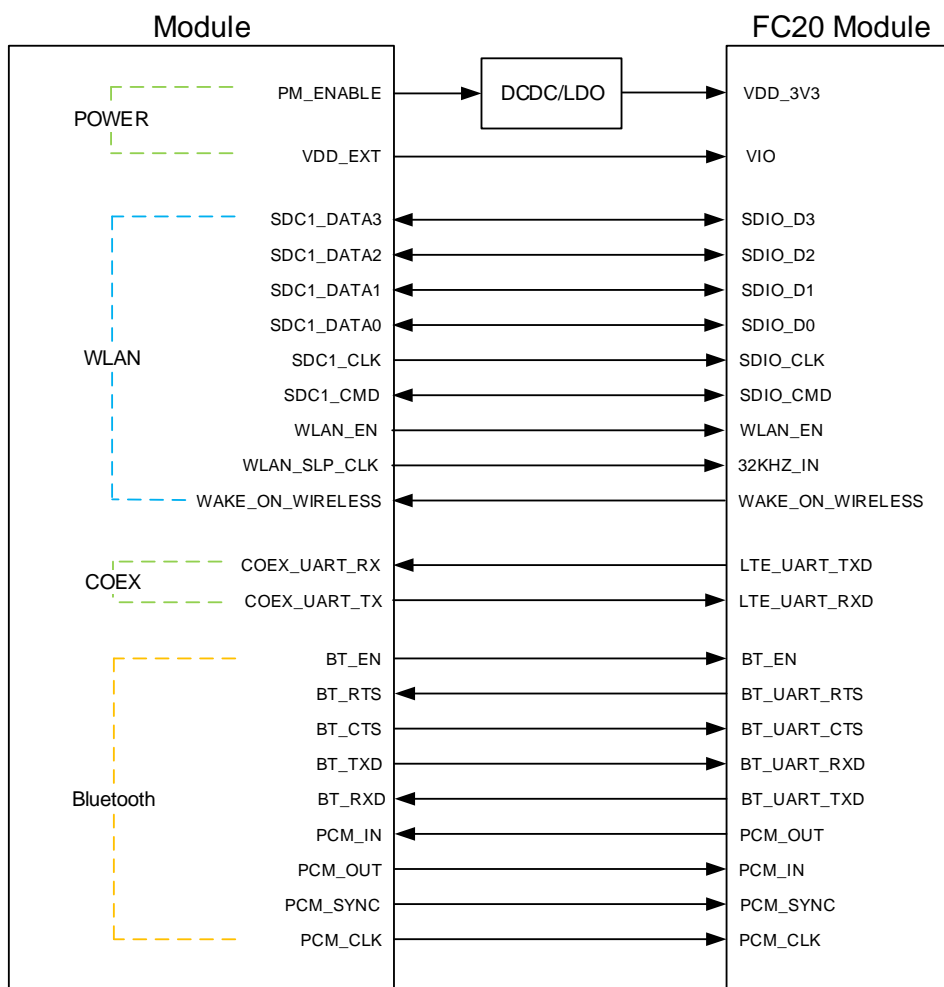 Module
FC20 Module
PM_ENABLE
DCDC/LDO
VDD_3V3
POWER
VDD_EXT
VIO
SDC1_DATA3
SDIO_D3
SDC1_DATA2
SDIO_D2
SDC1_DATA1
SDIO_D1
SDC1_DATA0
SDIO_D0
WLAN
SDC1_CLK
SDIO_CLK
SDC1_CMD
SDIO_CMD
WLAN_EN
WLAN_EN
WLAN_SLP_CLK
32KHZ_IN
WAKE_ON_WIRELESS
WAKE_ON_WIRELESS
COEX_UART_RX
LTE_UART_TXD
COEX
COEX_UART_TX
LTE_UART_RXD
BT_EN
BT_EN
BT_RTS
BT_UART_RTS
BT_CTS
BT_UART_CTS
BT_TXD
BT_UART_RXD
Bluetooth
BT_RXD
BT_UART_TXD
PCM_IN
PCM_OUT
PCM_OUT
PCM_IN
PCM_SYNC
PCM_SYNC
PCM_CLK
PCM_CLK